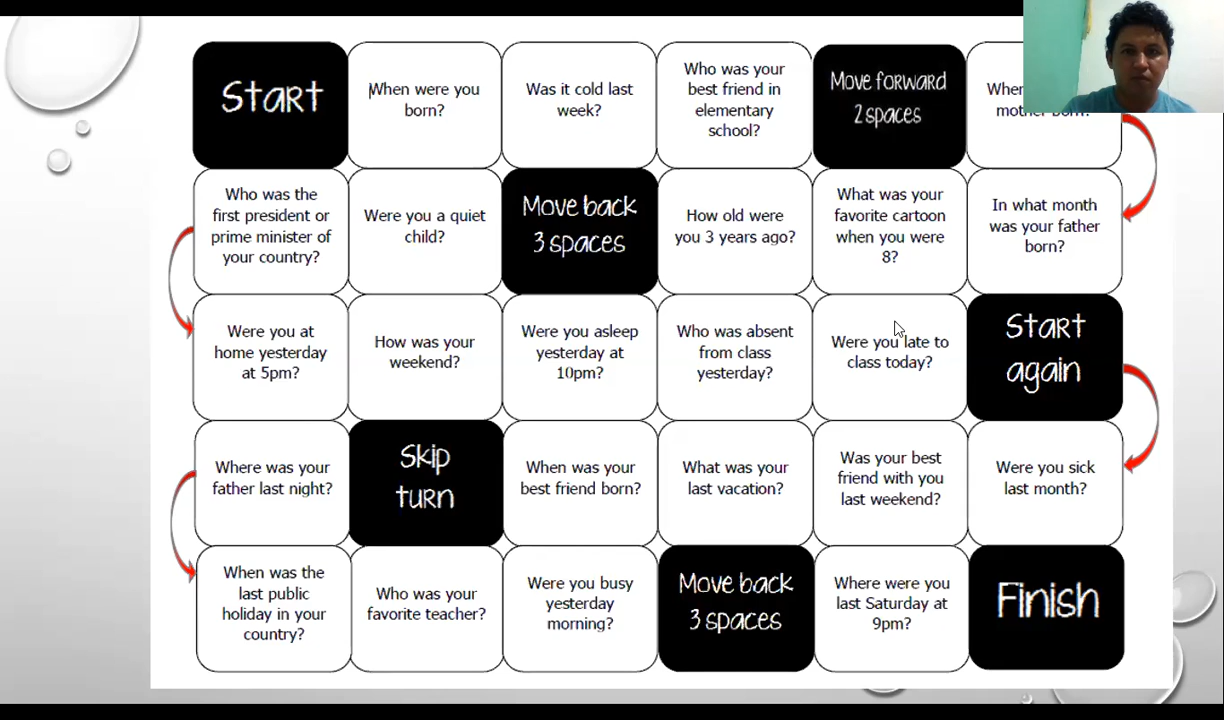 Start
When were you
born?
Was it cold last
week?
Who was your
best friend in
elementary
school?
Move forward
2 spaces
born?
Who was the
first president or
prime minister of
your country?
Were you a quiet
child?
Move back
3 spaces
How old were
you 3 years ago?
What was your
favorite cartoon
when you were
8?
In what month
was your father
born?
Were you at
home yesterday
at 5pm?
How was your
weekend?
Were you asleep
yesterday at
10pm?
Who was absent
from class
yesterday?
Were you late to
class today?
Start
again
Where was your
father last night?
Skip
turn
When was your
best friend born?
What was your
last vacation?
Was your best
friend with you
last weekend?
Were you sick
last month?
When was the
last public
holiday in your
country?
Who was your
favorite teacher?
Were you busy
yesterday
morning?
Move back
3 spaces
Where were you
last Saturday at
9pm?
Finish